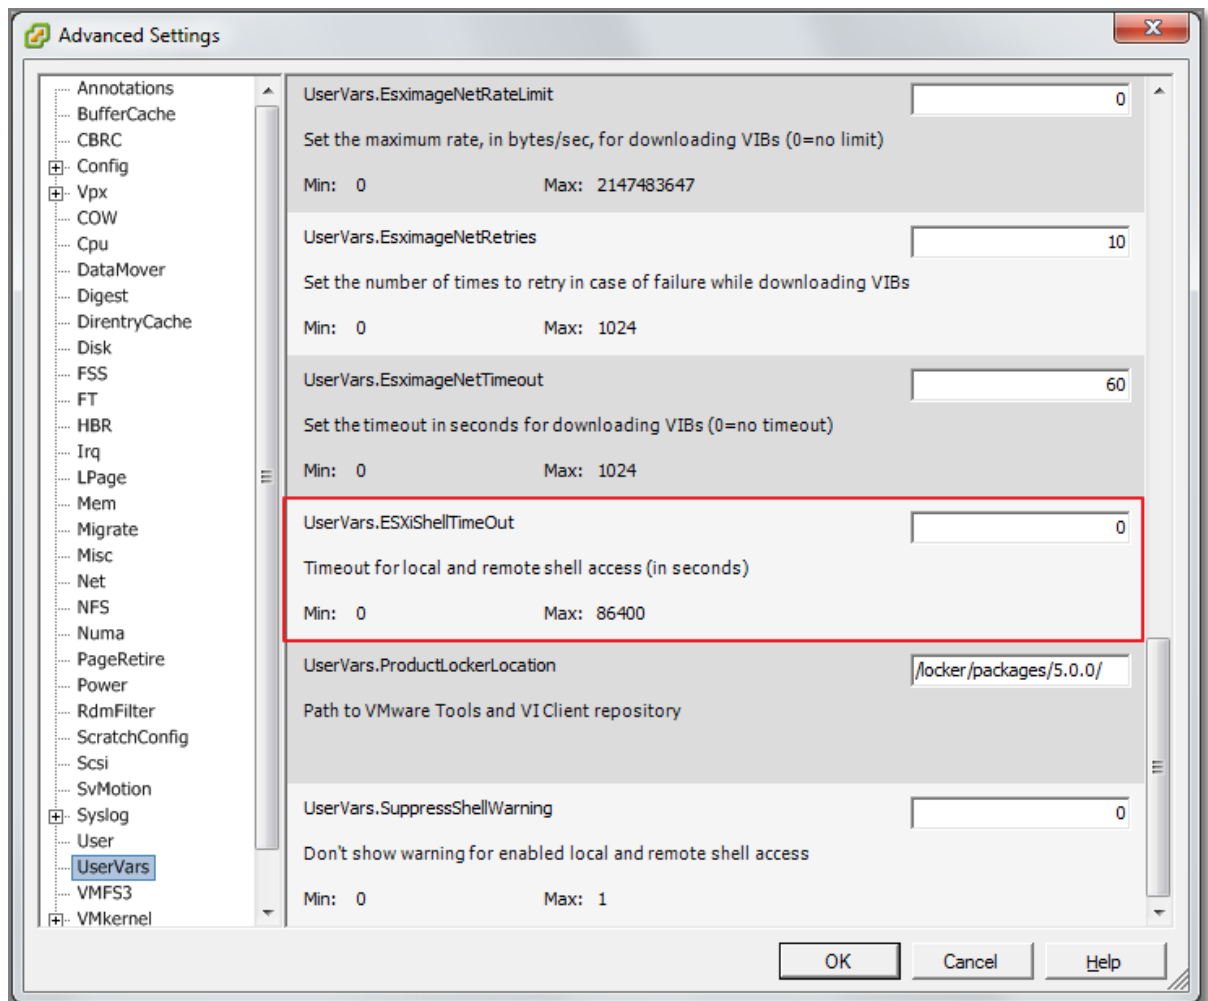 Advanced Settings
Annotations
BufferCache
CBRC
Config
Vpx
COW
Cpu
DataMover
Digest
DirentryCache
Disk
FSS
FT
HBR
Irq
LPage
Mem
Migrate
Misc
Net
NFS
Numa
PageRetire
Power
RdmFilter
ScratchConfig
Scsi
SvMotion
Syslog
User
UserVars
VMFS3
VMkernel
UserVars.EsximageNetRateLimit 0
Set the maximum rate, in bytes/sec, for downloading VIBs (0=no limit)
Min: 0 Max: 2147483647
UserVars.EsximageNetRetries 10
Set the number of times to retry in case of failure while downloading VIBs
Min: 0 Max: 1024
UserVars.EsximageNetTimeout 60
Set the timeout in seconds for downloading VIBs (0=no timeout)
Min: 0 Max: 1024
UserVars.ESXiShellTimeOut 0
Timeout for local and remote shell access (in seconds)
Min: 0 Max: 86400
UserVars.ProductLockerLocation /locker/packages/5.0.0/
Path to VMware Tools and VI Client repository
UserVars.SuppressShellWarning 0
Don't show warning for enabled local and remote shell access
Min: 0 Max: 1
OK Cancel Help